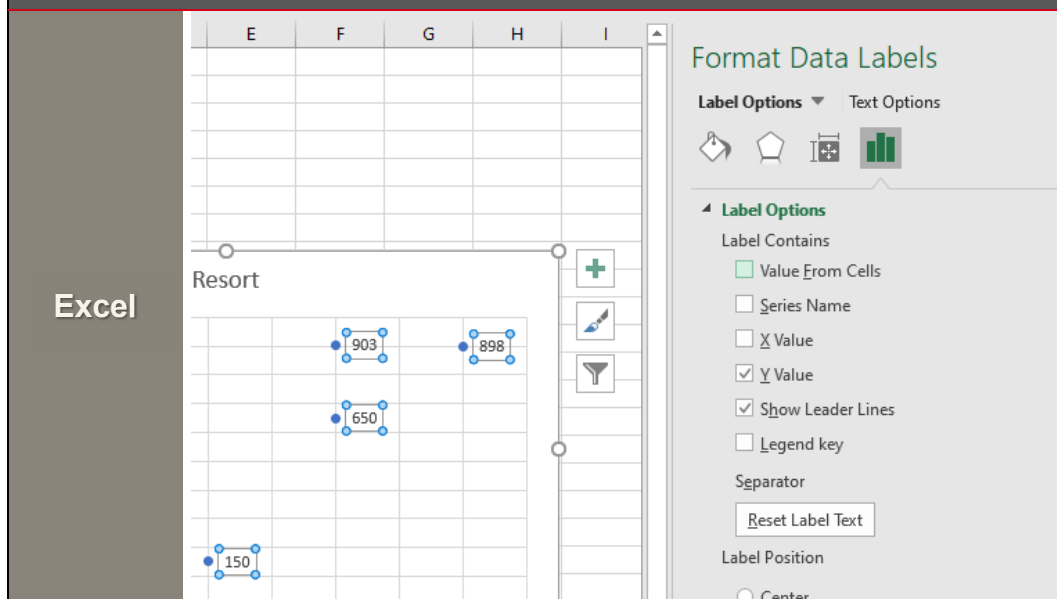 E F G H I
Format Data Labels
Label Options Text Options
Label Options
Label Contains
Value From Cells
Series Name
X Value
Y Value
Show Leader Lines
Legend key
Separator
Reset Label Text
Label Position
Center
Excel
Resort
903 898
650
150